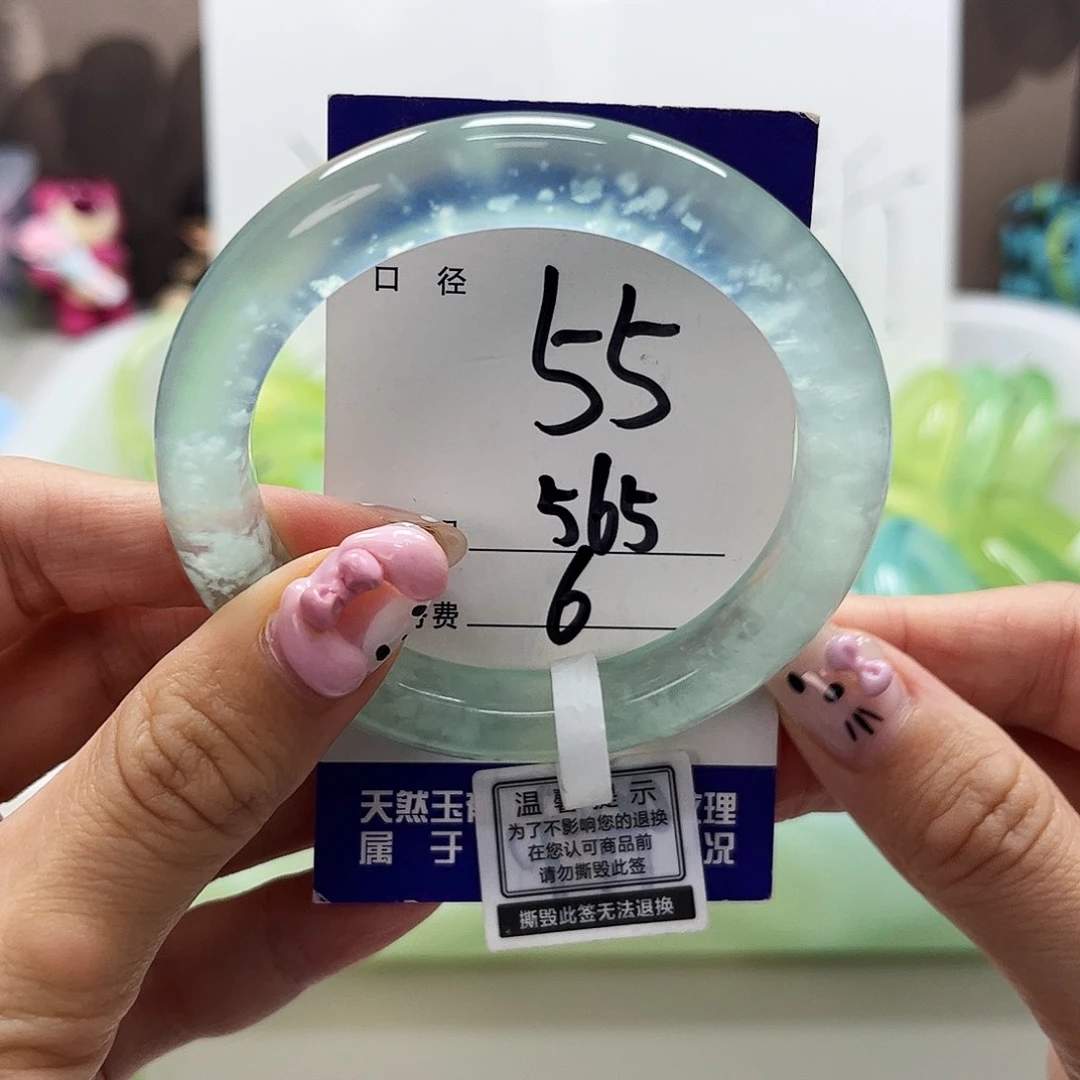 口 径
55
565
费
6
天然玉 纹理
属 于 况
温馨提示
为了不影响您的退换
在您认可商品前
请勿撕毁此签
撕毁此签无法退换